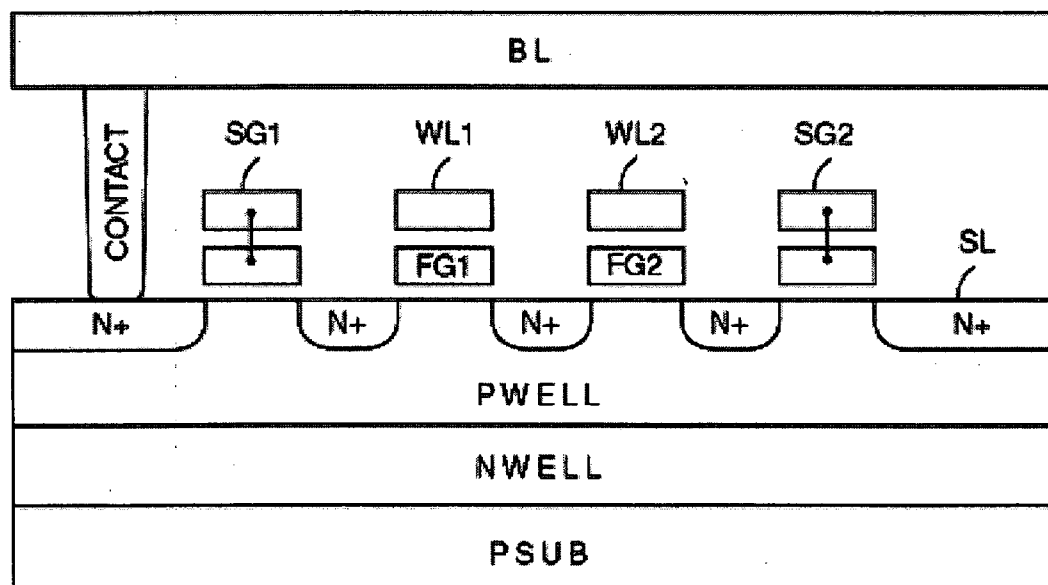 BL
CONTACT
SG1 WL1 WL2 SG2
FG1 FG2 SL
N+ N+ N+ N+ N+
PWELL
NWELL
PSUB